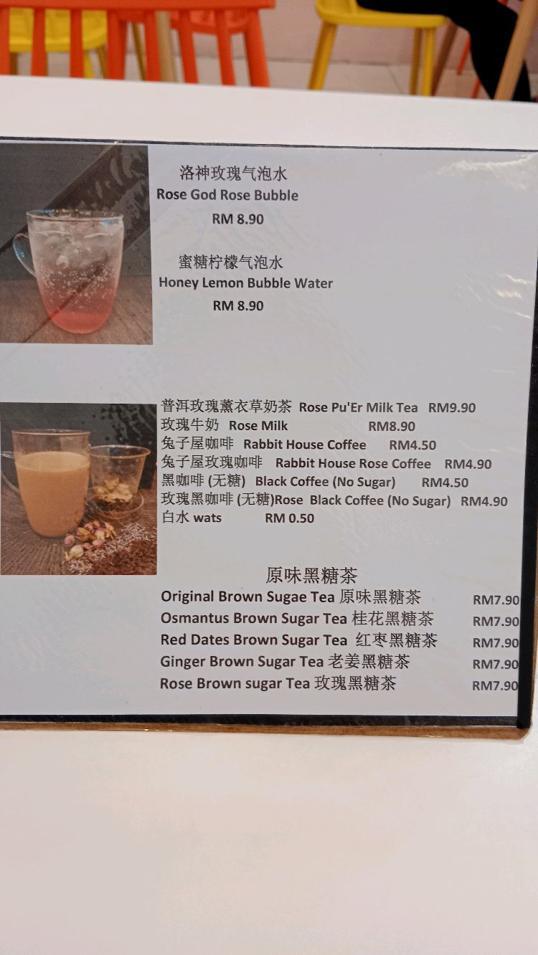 洛神玫瑰气泡水
Rose God Rose Bubble
RM 8.90
蜜糖柠檬气泡水
Honey Lemon Bubble Water
RM 8.90
普洱玫瑰薰衣草奶茶 Rose Pu'Er Milk Tea RM9.90
玫瑰牛奶 Rose Milk RM8.90
兔子屋咖啡 Rabbit House Coffee RM4.50
兔子屋玫瑰咖啡 Rabbit House Rose Coffee RM4.90
黑咖啡 (无糖) Black Coffee (No Sugar) RM4.50
玫瑰黑咖啡 (无糖)Rose Black Coffee (No Sugar) RM4.90
白水 wats RM 0.50
原味黑糖茶
Original Brown Sugae Tea 原味黑糖茶 RM7.90
Osmantus Brown Sugar Tea 桂花黑糖茶 RM7.90
Red Dates Brown Sugar Tea 红枣黑糖茶 RM7.90
Ginger Brown Sugar Tea 老姜黑糖茶 RM7.90
Rose Brown sugar Tea 玫瑰黑糖茶 RM7.90